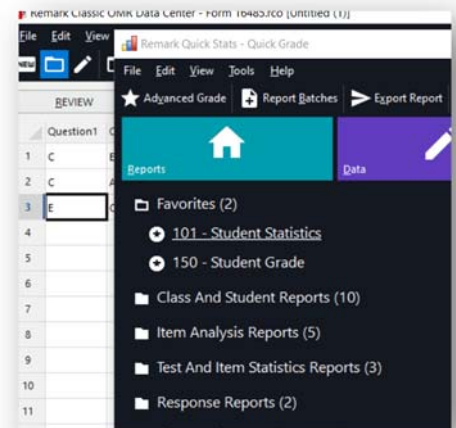 Remark Classic OMR Data Center - Form 16485.rco [Untitled (1)]
File Edit View
NEW
REVIEW
Question1
1 C
2 C
3 E
4
5
6
7
8
9
10
11
Remark Quick Stats - Quick Grade
File Edit View Tools Help
Advanced Grade Report Batches Export Report
Reports Data
Favorites (2)
101 - Student Statistics
150 - Student Grade
Class And Student Reports (10)
Item Analysis Reports (5)
Test And Item Statistics Reports (3)
Response Reports (2)